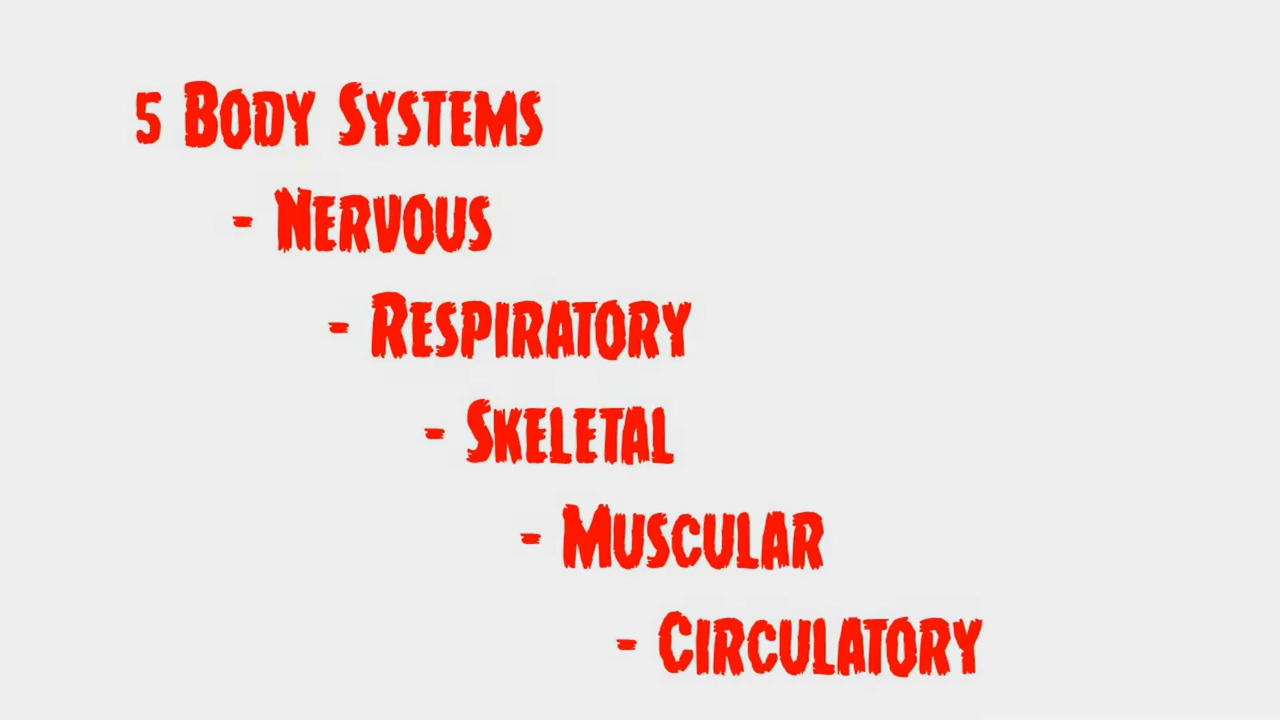 5 Body Systems
- Nervous
- Respiratory
- Skeletal
- Muscular
- Circulatory